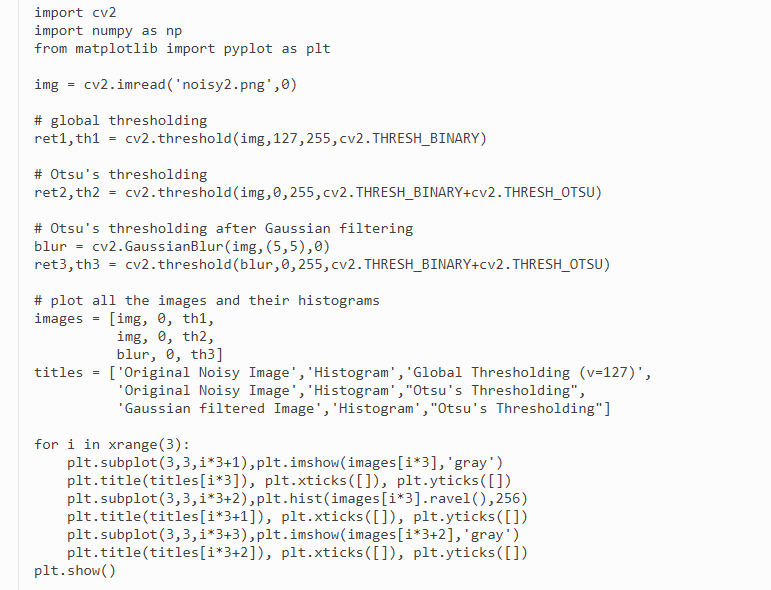 import cv2
import numpy as np
from matplotlib import pyplot as plt

img = cv2.imread('noisy2.png',0)

# global thresholding
ret1,th1 = cv2.threshold(img,127,255,cv2.THRESH_BINARY)

# Otsu's thresholding
ret2,th2 = cv2.threshold(img,0,255,cv2.THRESH_BINARY+cv2.THRESH_OTSU)

# Otsu's thresholding after Gaussian filtering
blur = cv2.GaussianBlur(img,(5,5),0)
ret3,th3 = cv2.threshold(blur,0,255,cv2.THRESH_BINARY+cv2.THRESH_OTSU)

# plot all the images and their histograms
images = [img, 0, th1,
          img, 0, th2,
          blur, 0, th3]
titles = ['Original Noisy Image','Histogram','Global Thresholding (v=127)',
          'Original Noisy Image','Histogram',"Otsu's Thresholding",
          'Gaussian filtered Image','Histogram',"Otsu's Thresholding"]

for i in xrange(3):
    plt.subplot(3,3,i*3+1),plt.imshow(images[i*3],'gray')
    plt.title(titles[i*3]), plt.xticks([]), plt.yticks([])
    plt.subplot(3,3,i*3+2),plt.hist(images[i*3].ravel(),256)
    plt.title(titles[i*3+1]), plt.xticks([]), plt.yticks([])
    plt.subplot(3,3,i*3+3),plt.imshow(images[i*3+2],'gray')
    plt.title(titles[i*3+2]), plt.xticks([]), plt.yticks([])
plt.show()